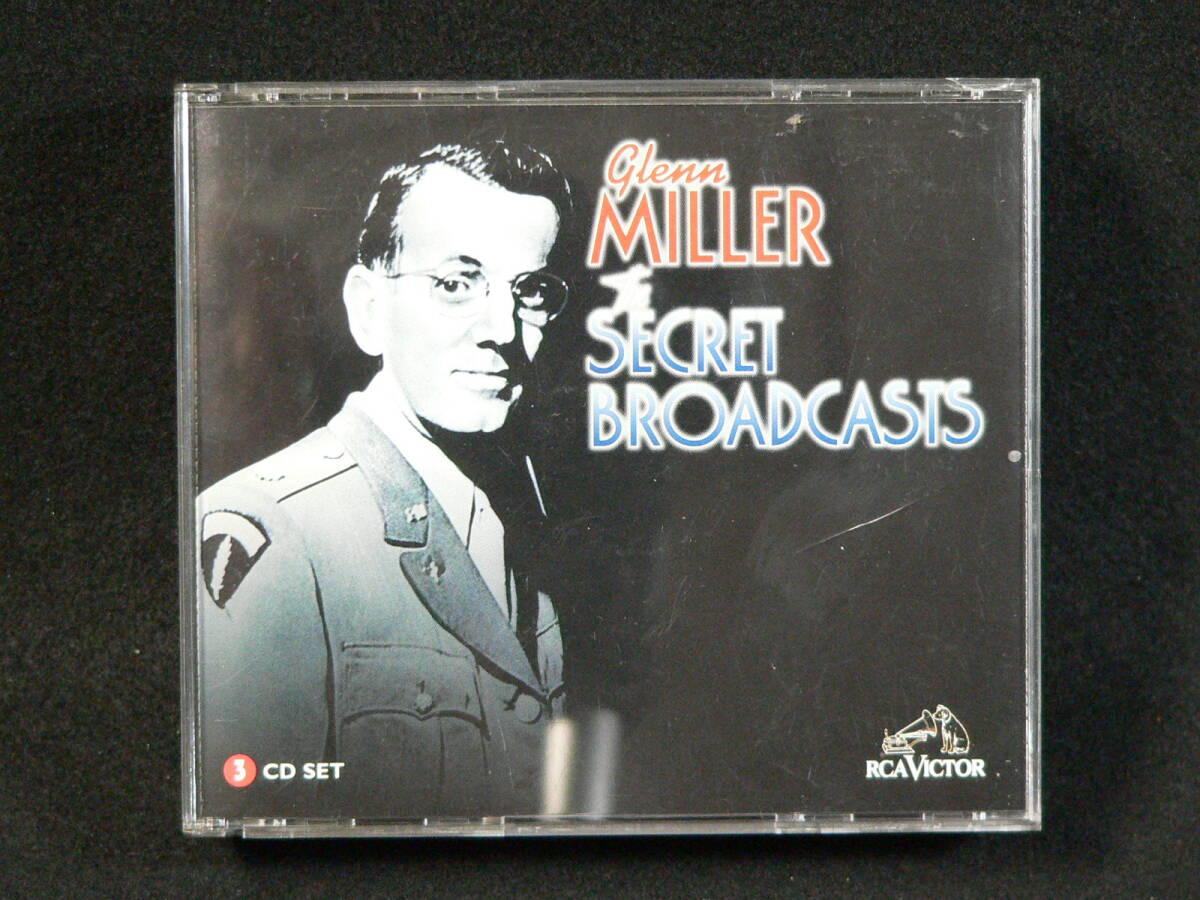 Glenn
MILLER
The
SECRET
BROADCASTS
3 CD SET
RCA VICTOR